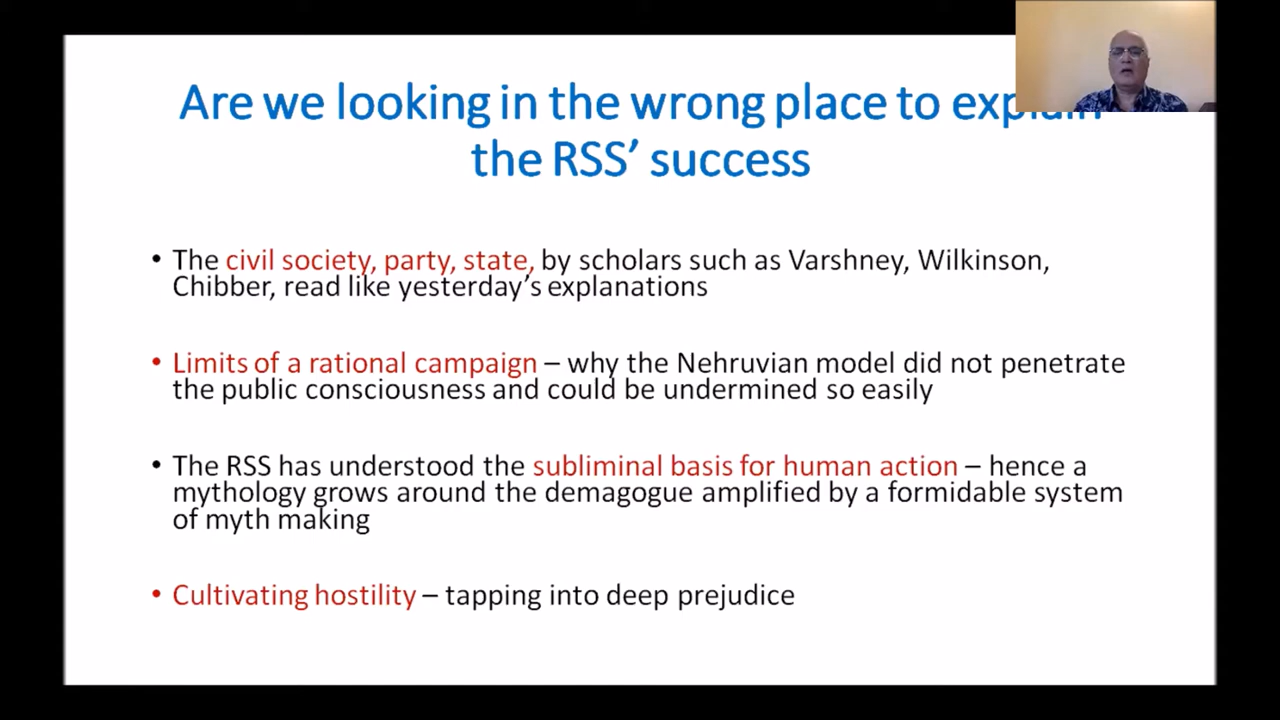 Are we looking in the wrong place to explain
the RSS’ success
• The civil society, party, state, by scholars such as Varshney, Wilkinson,
Chibber, read like yesterday’s explanations
• Limits of a rational campaign – why the Nehruvian model did not penetrate
the public consciousness and could be undermined so easily
• The RSS has understood the subliminal basis for human action – hence a
mythology grows around the demagogue amplified by a formidable system
of myth making
• Cultivating hostility – tapping into deep prejudice